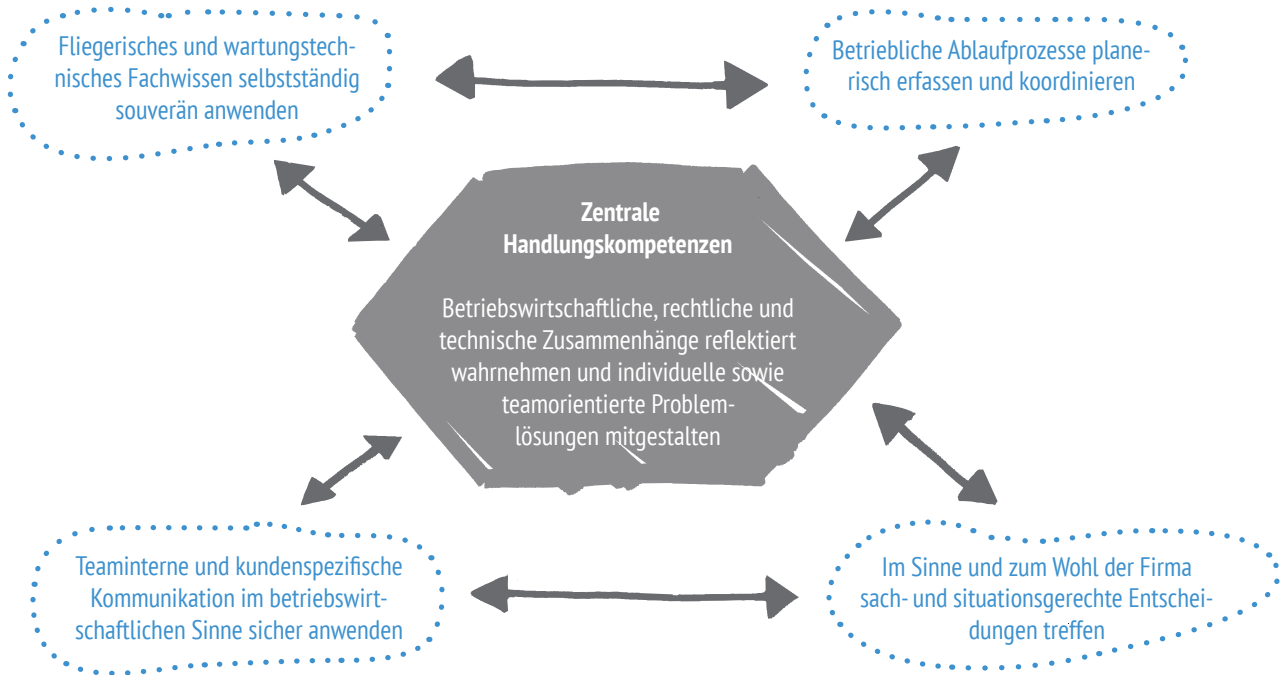 Fliegerisches und wartungstech-
nisches Fachwissen selbstständig
souverän anwenden
Betriebliche Ablaufprozesse plane-
risch erfassen und koordinieren
Zentrale
Handlungskompetenzen
Betriebswirtschaftliche, rechtliche und
technische Zusammenhänge reflektiert
wahrnehmen und individuelle sowie
teamorientierte Problem-
lösungen mitgestalten
Teaminterne und kundenspezifische
Kommunikation im betriebswirt-
schaftlichen Sinne sicher anwenden
Im Sinne und zum Wohl der Firma
sach- und situationsgerechte Entschei-
dungen treffen